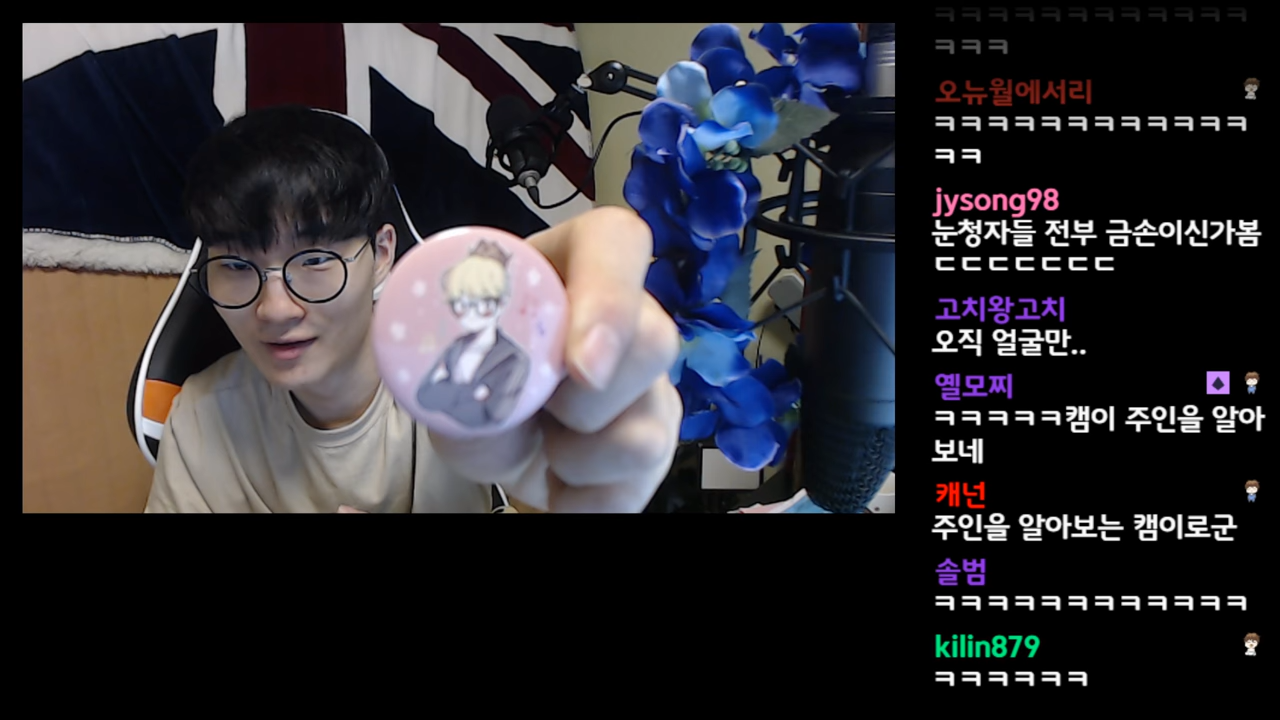 ㅋㅋㅋㅋㅋㅋㅋㅋㅋㅋㅋㅋ
ㅋㅋㅋ
오뉴월에서리
ㅋㅋㅋㅋㅋㅋㅋㅋㅋㅋㅋㅋ
ㅋㅋ
jysong98
눈청자들 전부 금손이신가봄
ㄷㄷㄷㄷㄷㄷㄷ
고치왕고치
오직 얼굴만..
옐모찌
ㅋㅋㅋㅋㅋ캠이 주인을 알아
보네
캐넌
주인을 알아보는 캠이로군
솔범
ㅋㅋㅋㅋㅋㅋㅋㅋㅋㅋㅋㅋ
kilin879
ㅋㅋㅋㅋㅋㅋ